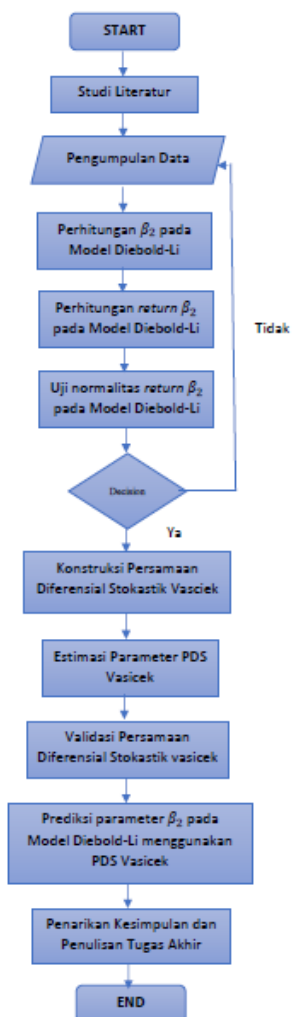 START
Studi Literatur
Pengumpulan Data
Perhitungan β₂ pada
Model Diebold-Li
Perhitungan return β₂
pada Model Diebold-Li
Tidak
Uji normalitas return β₂
pada Model Diebold-Li
Decision
Ya
Konstruksi Persamaan
Diferensial Stokastik Vasciek
Estimasi Parameter PDS
Vasicek
Validasi Persamaan
Diferensial Stokastik vasicek
Prediksi parameter β₂ pada
Model Diebold-Li menggunakan
PDS Vasicek
Penarikan Kesimpulan dan
Penulisan Tugas Akhir
END